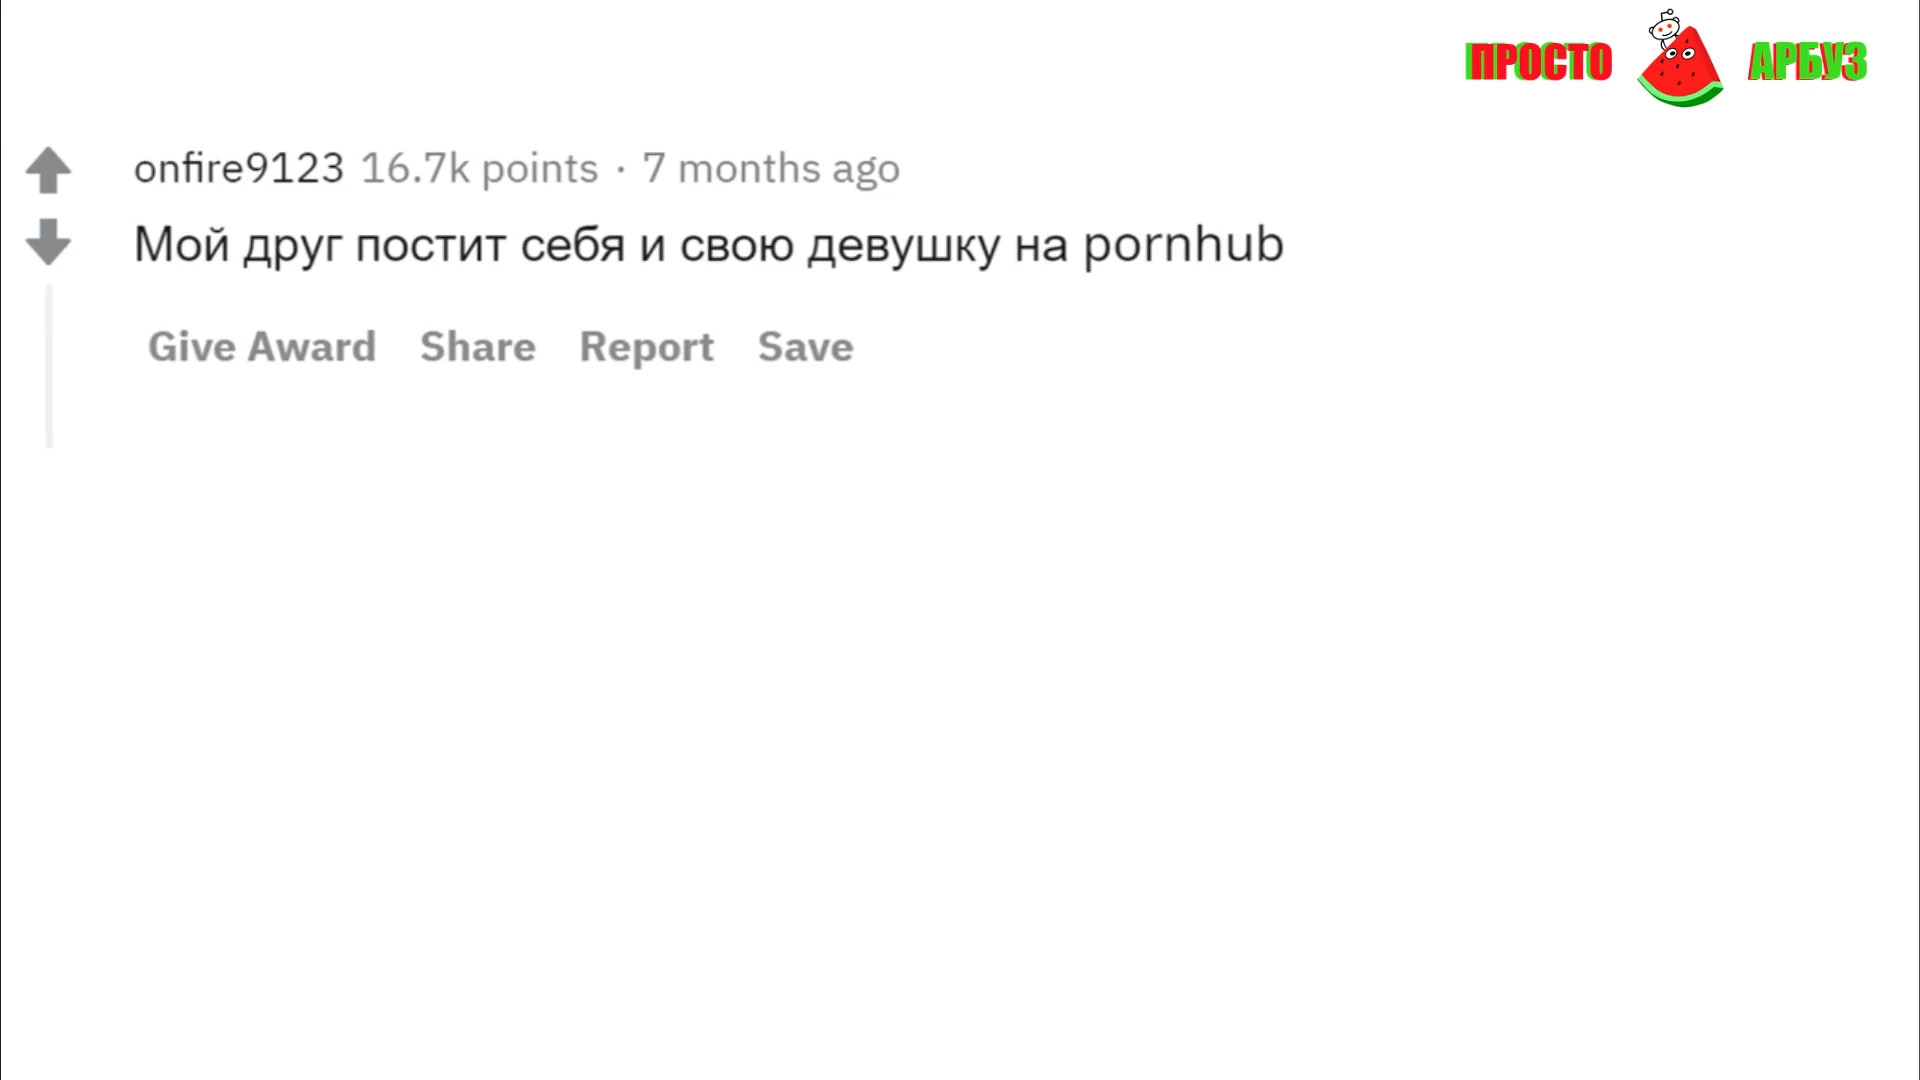 ПРОСТО АРБУЗ
onfire9123 16.7k points · 7 months ago
Мой друг постит себя и свою девушку на pornhub
Give Award Share Report Save